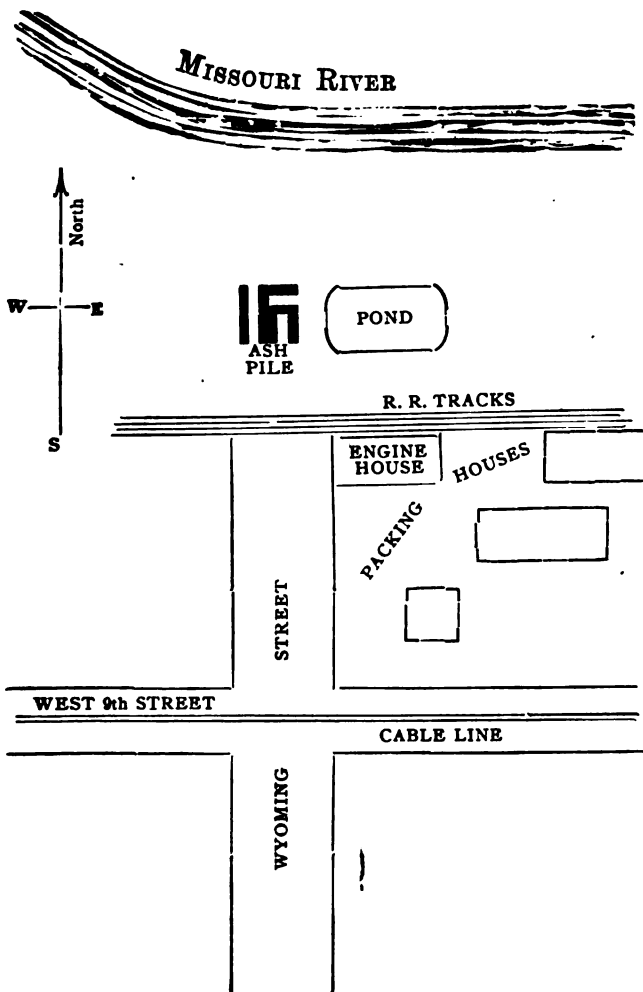 MISSOURI RIVER
North
W
E
S
ASH
PILE
POND
R. R. TRACKS
ENGINE
HOUSE
PACKING
HOUSES
STREET
WEST 9th STREET
CABLE LINE
WYOMING